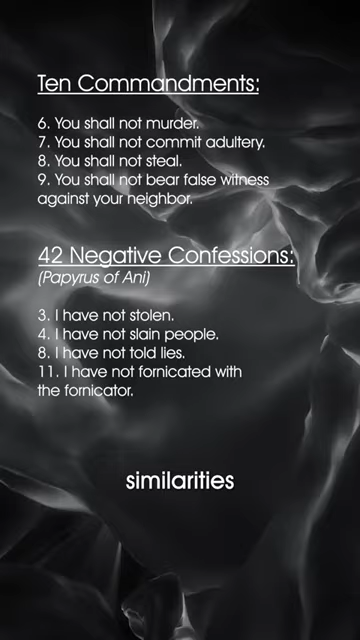 Ten Commandments:
6. You shall not murder.
7. You shall not commit adultery.
8. You shall not steal.
9. You shall not bear false witness
against your neighbor.
42 Negative Confessions:
(Papyrus of Ani)
3. I have not stolen.
4. I have not slain people.
8. I have not told lies.
11. I have not fornicated with
the fornicator.
similarities